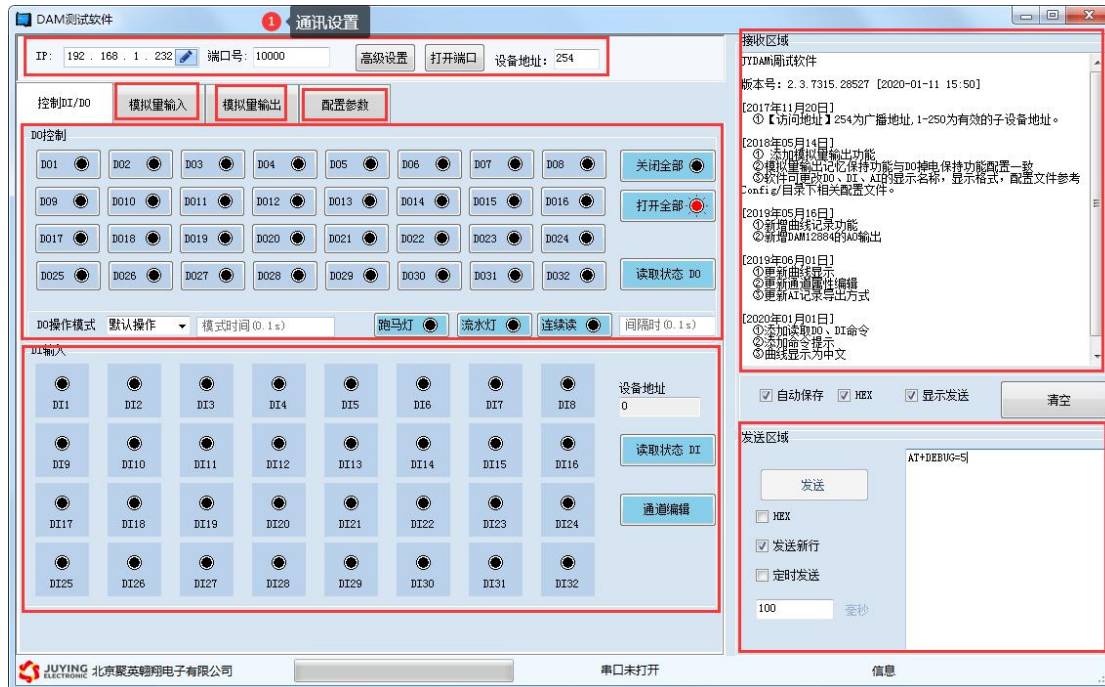 DAM测试软件
1 通讯设置
IP: 192 . 168 . 1 . 232 端口号: 10000 高级设置 打开端口 设备地址: 254
控制DI/DO 模拟量输入 模拟量输出 配置参数
DO控制
DO1 DO2 DO3 DO4 DO5 DO6 DO7 DO8 关闭全部
DO9 DO10 DO11 DO12 DO13 DO14 DO15 DO16 打开全部
DO17 DO18 DO19 DO20 DO21 DO22 DO23 DO24
DO25 DO26 DO27 DO28 DO29 DO30 DO31 DO32 读取状态 DO
DO操作模式 默认操作 模式时间(0.1s) 跑马灯 流水灯 连续读 间隔时(0.1s)
DI输入
DI1 DI2 DI3 DI4 DI5 DI6 DI7 DI8
设备地址
0
DI9 DI10 DI11 DI12 DI13 DI14 DI15 DI16
读取状态 DI
DI17 DI18 DI19 DI20 DI21 DI22 DI23 DI24
通道编辑
DI25 DI26 DI27 DI28 DI29 DI30 DI31 DI32
接收区域
JYDAM调试软件
版本号: 2.3.7315.28527 [2020-01-11 15:50]
[2017年11月20日]
①【访问地址】254为广播地址,1-250为有效的子设备地址。
[2018年05月14日]
① 添加模拟量输出功能
②模拟量输出记忆保持功能与DO掉电保持功能配置一致
③软件可更改DO、DI、AI的显示名称，显示格式，配置文件参考
Config/目录下相关配置文件。
[2019年05月16日]
①新增曲线记录功能
②新增DAM12884的AO输出
[2019年06月01日]
①更新曲线显示
②更新通道属性编辑
③更新AI记录导出方式
[2020年01月01日]
①添加读取DO、DI命令
②添加命令提示
③曲线显示为中文
自动保存 HEX 显示发送 清空
发送区域
AT+DEBUG=5
发送
HEX
发送新行
定时发送
100 毫秒
JUYING ELECTRONIC 北京聚英翱翔电子有限公司 串口未打开 信息